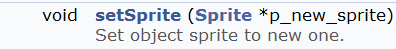 void setSprite (Sprite *p_new_sprite)
Set object sprite to new one.